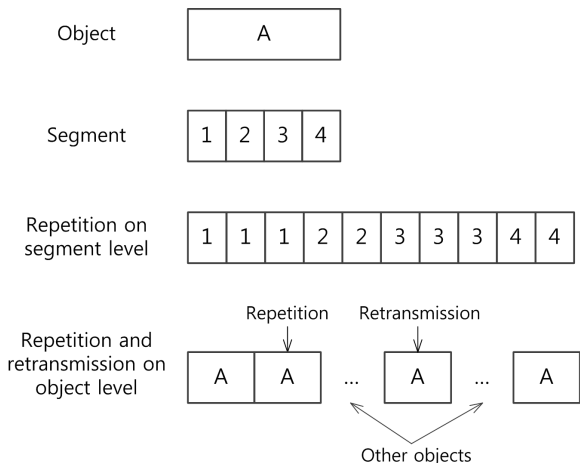 Object
A
Segment
1 2 3 4
Repetition on
segment level
1 1 1 2 2 3 3 3 4 4
Repetition Retransmission
Repetition and
retransmission on
object level
A A ... A ... A
Other objects